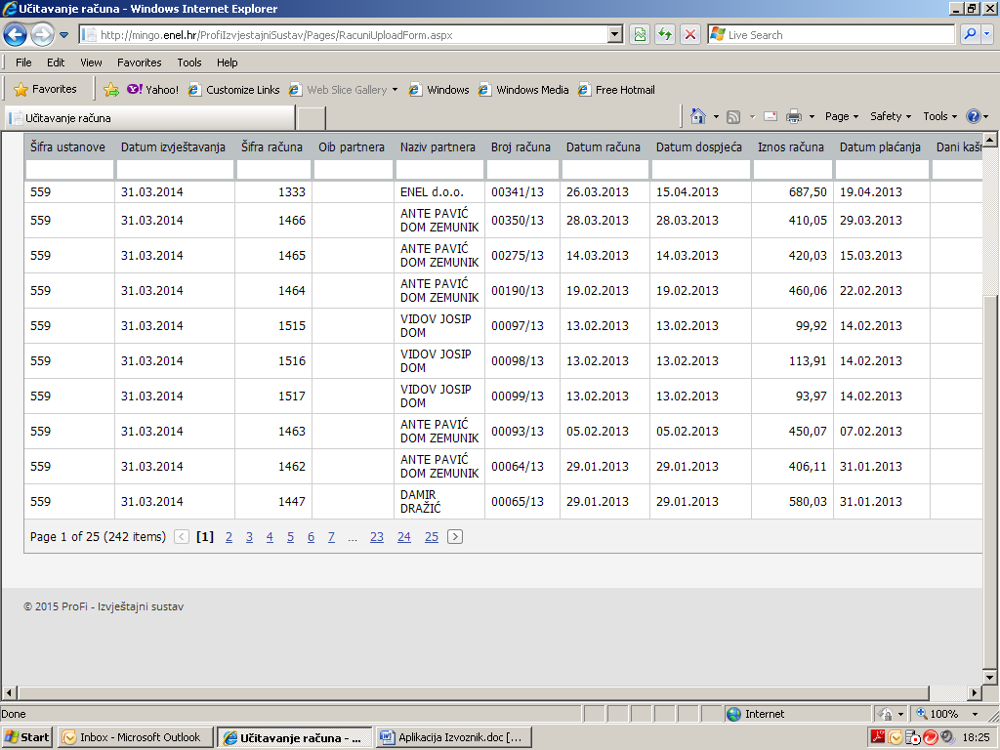 Učitavanje računa - Windows Internet Explorer
http://mingo.enel.hr/ProfiIzvjestajniSustav/Pages/RacuniUploadForm.aspx
Live Search
File Edit View Favorites Tools Help
Favorites Yahoo! Customize Links Web Slice Gallery Windows Windows Media Free Hotmail
Učitavanje računa
Page Safety Tools
Šifra ustanove Datum izvještavanja Šifra računa Oib partnera Naziv partnera Broj računa Datum računa Datum dospjeća Iznos računa Datum plaćanja Dani kašr
559 31.03.2014 1333 ENEL d.o.o. 00341/13 26.03.2013 15.04.2013 687,50 19.04.2013
559 31.03.2014 1466 ANTE PAVIĆ DOM ZEMUNIK 00350/13 28.03.2013 28.03.2013 410,05 29.03.2013
559 31.03.2014 1465 ANTE PAVIĆ DOM ZEMUNIK 00275/13 14.03.2013 14.03.2013 420,03 15.03.2013
559 31.03.2014 1464 ANTE PAVIĆ DOM ZEMUNIK 00190/13 19.02.2013 19.02.2013 460,06 22.02.2013
559 31.03.2014 1515 VIDOV JOSIP DOM 00097/13 13.02.2013 13.02.2013 99,92 14.02.2013
559 31.03.2014 1516 VIDOV JOSIP DOM 00098/13 13.02.2013 13.02.2013 113,91 14.02.2013
559 31.03.2014 1517 VIDOV JOSIP DOM 00099/13 13.02.2013 13.02.2013 93,97 14.02.2013
559 31.03.2014 1463 ANTE PAVIĆ DOM ZEMUNIK 00093/13 05.02.2013 05.02.2013 450,07 07.02.2013
559 31.03.2014 1462 ANTE PAVIĆ DOM ZEMUNIK 00064/13 29.01.2013 29.01.2013 406,11 31.01.2013
559 31.03.2014 1447 DAMIR DRAŽIĆ 00065/13 29.01.2013 29.01.2013 580,03 31.01.2013
Page 1 of 25 (242 items) [1] 2 3 4 5 6 7 ... 23 24 25
© 2015 ProFi - Izvještajni sustav
Done Internet 100%
Start Inbox - Microsoft Outlook Učitavanje računa - ... Aplikacija Izvoznik.doc [... 18:25